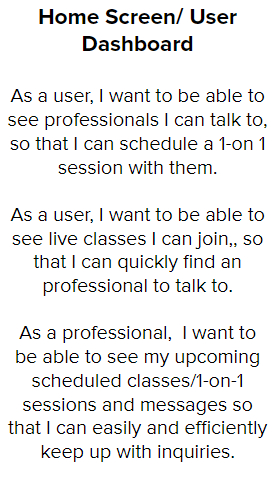 Home Screen/ User
Dashboard
As a user, I want to be able to
see professionals I can talk to,
so that I can schedule a 1-on 1
session with them.
As a user, I want to be able to
see live classes I can join,, so
that I can quickly find an
professional to talk to.
As a professional,  I want to
be able to see my upcoming
scheduled classes/1-on-1
sessions and messages so
that I can easily and efficiently
keep up with inquiries.